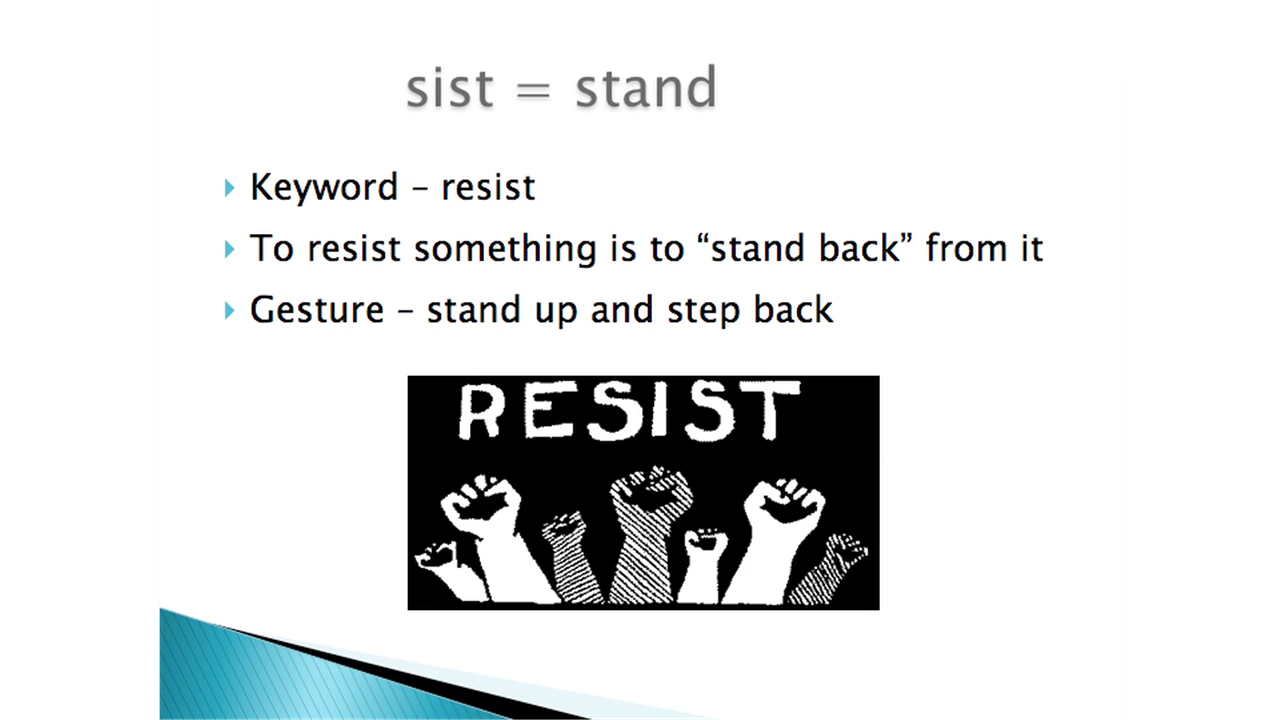 sist = stand
Keyword – resist
To resist something is to “stand back” from it
Gesture – stand up and step back
RESIST